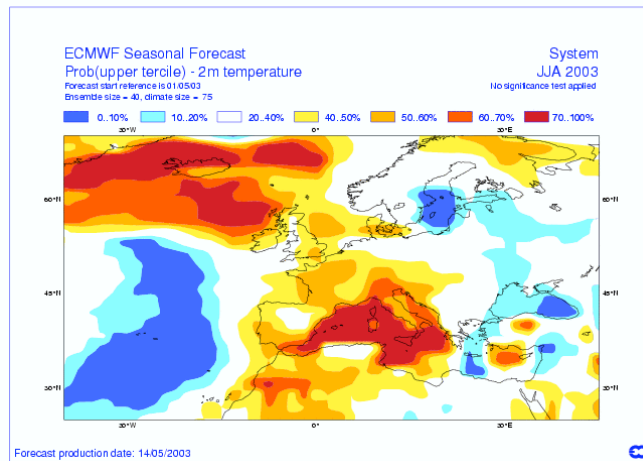 ECMWF Seasonal Forecast
System
Prob(upper tercile) - 2m temperature
JJA 2003
Forecast start reference is 01/05/03
No significance test applied
Ensemble size = 40, climate size = 75
0..10% 10..20% 20..40% 40..50% 50..60% 60..70% 70..100%
30°W 0° 30°E
60°N 60°N
45°N 45°N
30°N 30°N
30°W 0° 30°E
Forecast production date: 14/05/2003